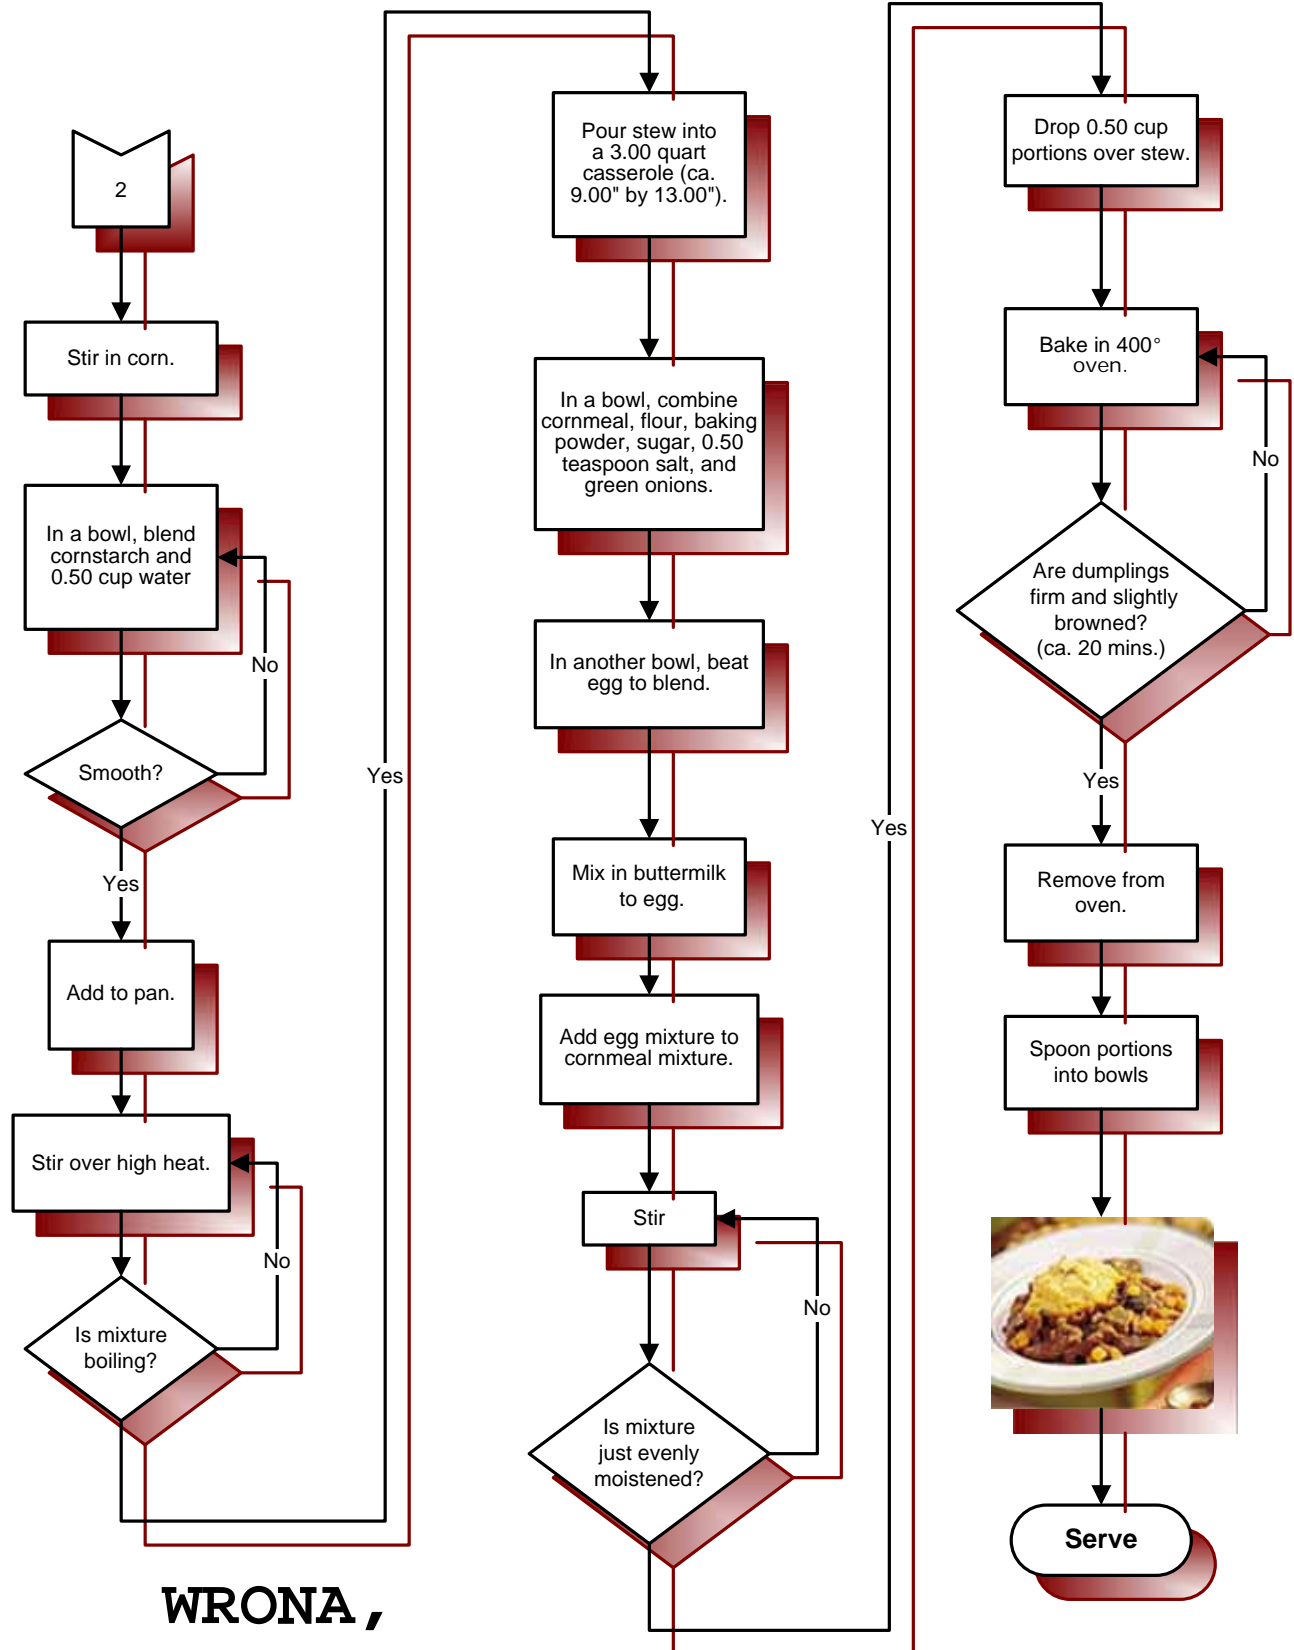 2
Stir in corn.
In a bowl, blend
cornstarch and
0.50 cup water
No
Smooth?
Yes
Add to pan.
Stir over high heat.
No
Is mixture
boiling?
Yes
Pour stew into
a 3.00 quart
casserole (ca.
9.00" by 13.00").
In a bowl, combine
cornmeal, flour, baking
powder, sugar, 0.50
teaspoon salt, and
green onions.
In another bowl, beat
egg to blend.
Mix in buttermilk
to egg.
Add egg mixture to
cornmeal mixture.
Stir
No
Is mixture
just evenly
moistened?
Yes
Drop 0.50 cup
portions over stew.
Bake in 400°
oven.
No
Are dumplings
firm and slightly
browned?
(ca. 20 mins.)
Yes
Remove from
oven.
Spoon portions
into bowls
Serve
WRONA,